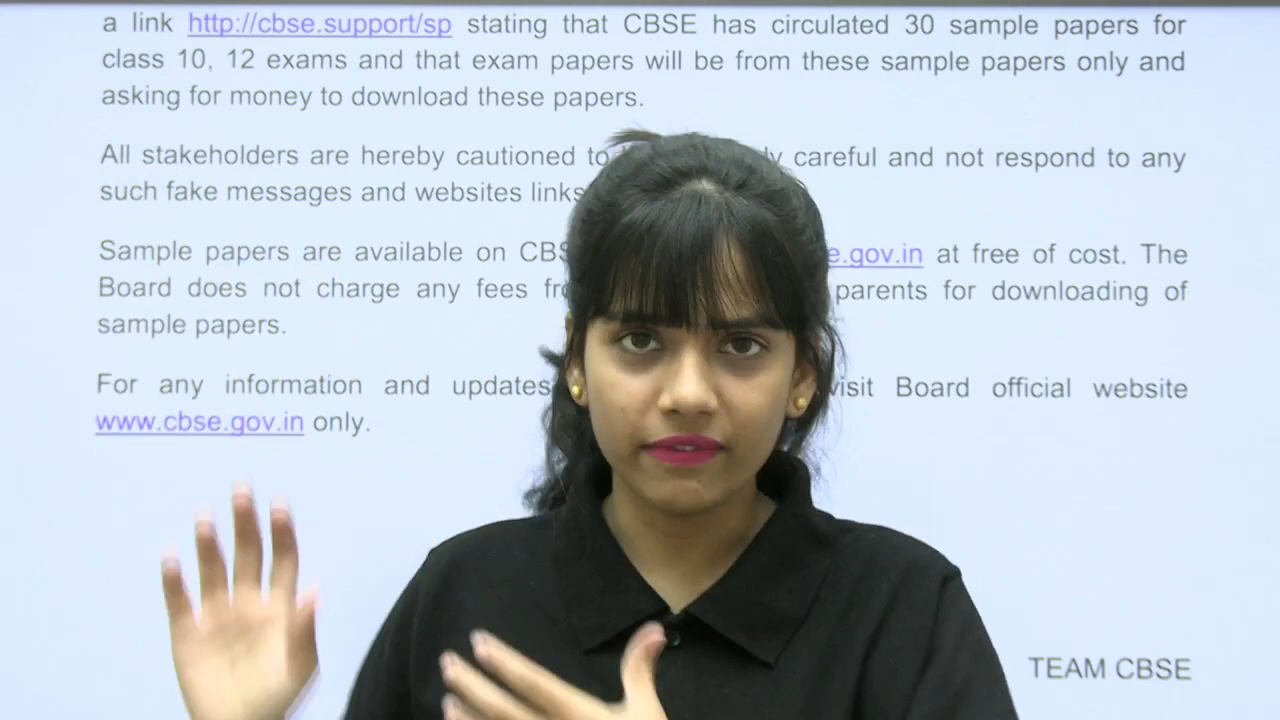 a link http://cbse.support/sp stating that CBSE has circulated 30 sample papers for
class 10, 12 exams and that exam papers will be from these sample papers only and
asking for money to download these papers.
All stakeholders are hereby cautioned to careful and not respond to any
such fake messages and websites links
Sample papers are available on e.gov.in at free of cost. The
Board does not charge any fees parents for downloading of
sample papers.
For any information and updates visit Board official website
www.cbse.gov.in only.
TEAM CBSE